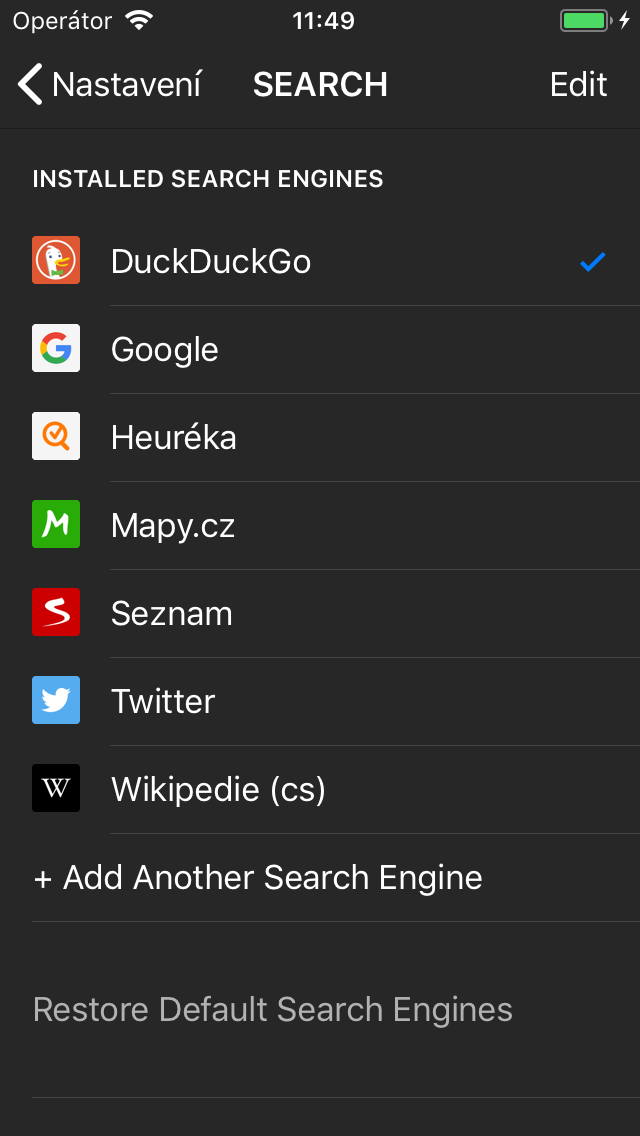 Operátor 11:49
Nastavení SEARCH Edit
INSTALLED SEARCH ENGINES
DuckDuckGo
Google
Heuréka
Mapy.cz
Seznam
Twitter
W Wikipedie (cs)
+ Add Another Search Engine
Restore Default Search Engines